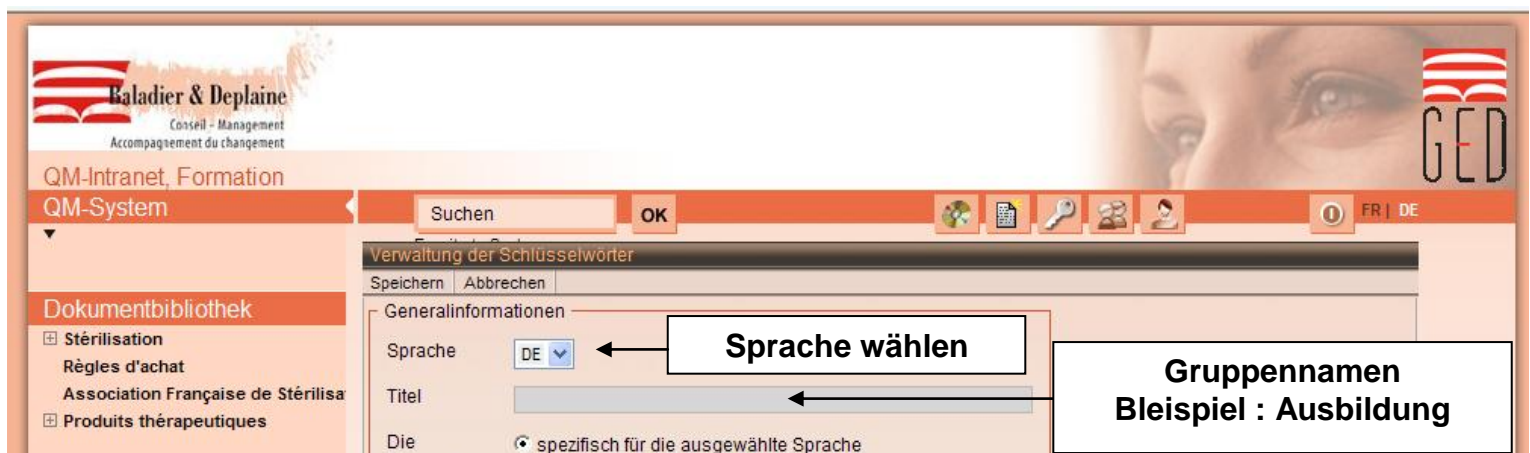 Baladier & Deplaine
Conseil - Management
Accompagnement du changement
GED
QM-Intranet, Formation
QM-System
Suchen
OK
FR | DE
Verwaltung der Schlüsselwörter
Speichern Abbrechen
Dokumentbibliothek
Stérilisation
Règles d'achat
Association Française de Stérilisa
Produits thérapeutiques
Generalinformationen
Sprache
DE
Sprache wählen
Titel
Gruppennamen
Bleispiel : Ausbildung
Die
spezifisch für die ausgewählte Sprache